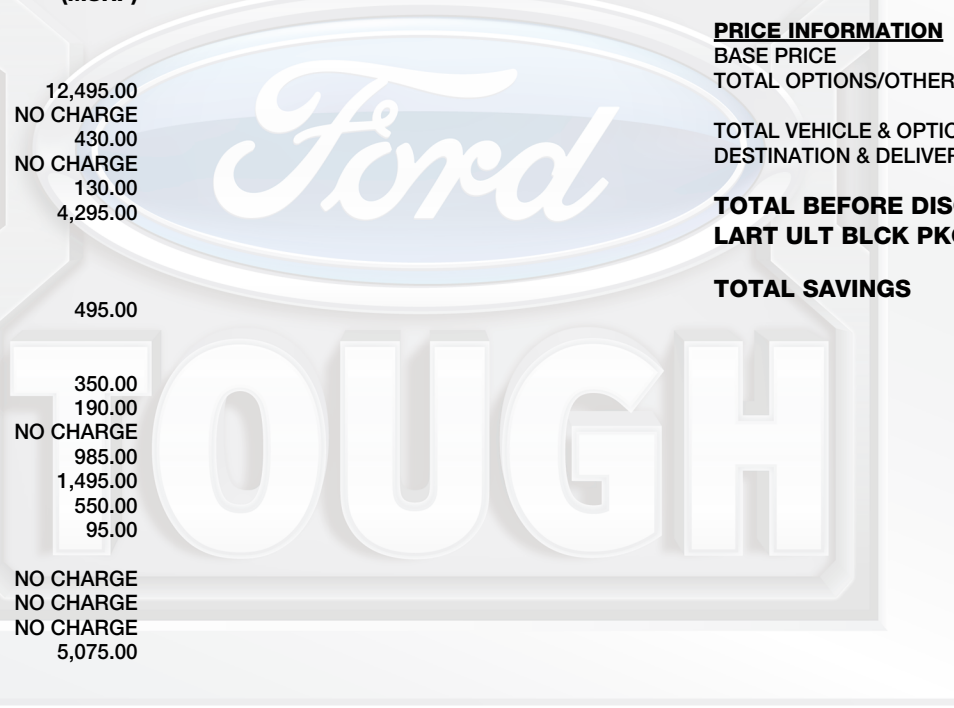 (MSRP)
12,495.00
NO CHARGE
430.00
NO CHARGE
130.00
4,295.00
495.00
350.00
190.00
NO CHARGE
985.00
1,495.00
550.00
95.00
NO CHARGE
NO CHARGE
NO CHARGE
5,075.00
PRICE INFORMATION
BASE PRICE
TOTAL OPTIONS/OTHER
TOTAL VEHICLE & OPTIO
DESTINATION & DELIVER
TOTAL BEFORE DIS
LART ULT BLCK PK
TOTAL SAVINGS
Ford
TOUGH